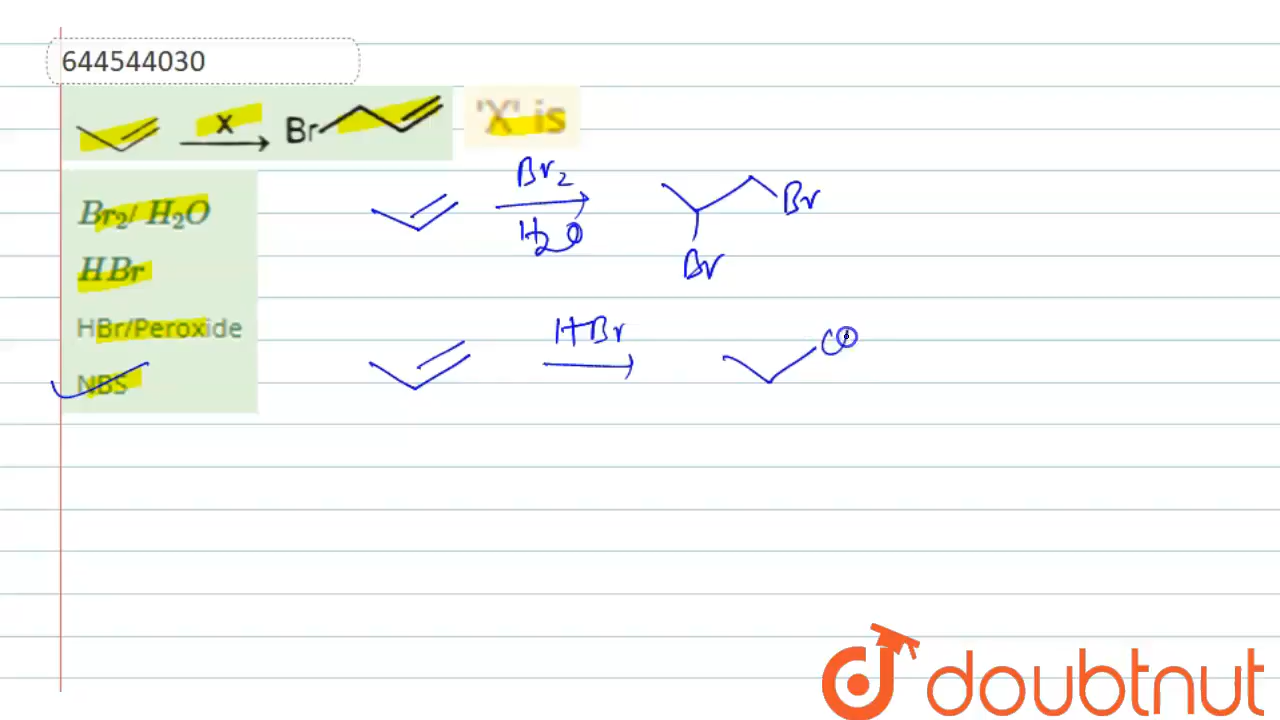 644544030
X
Br
'X' is
Br₂/ H₂O
HBr
HBr/Peroxide
NBS
Br₂
H₂O
Br
Br
HBr
doubtnut